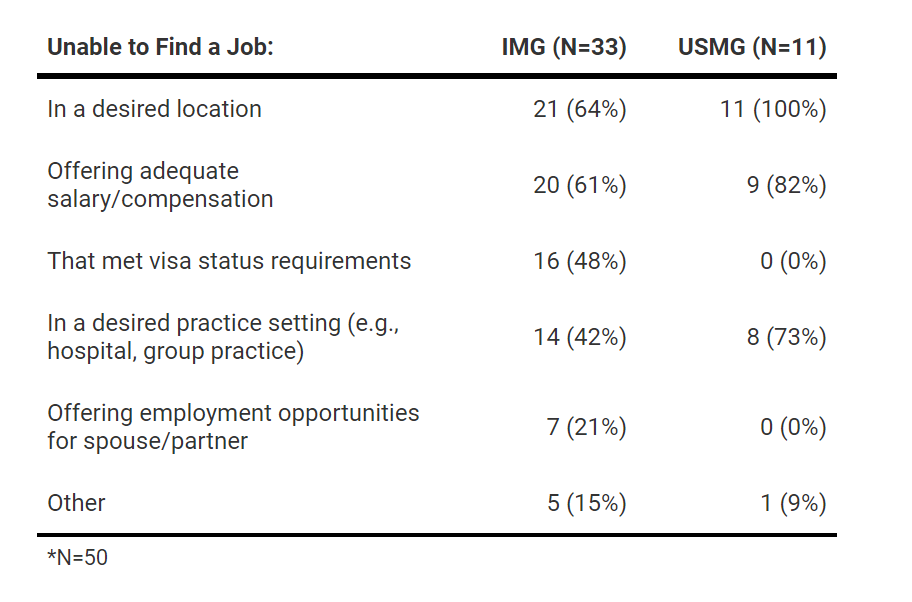 Unable to Find a Job: IMG (N=33) USMG (N=11)
In a desired location 21 (64%) 11 (100%)
Offering adequate
salary/compensation 20 (61%) 9 (82%)
That met visa status requirements 16 (48%) 0 (0%)
In a desired practice setting (e.g.,
hospital, group practice) 14 (42%) 8 (73%)
Offering employment opportunities
for spouse/partner 7 (21%) 0 (0%)
Other 5 (15%) 1 (9%)
*N=50